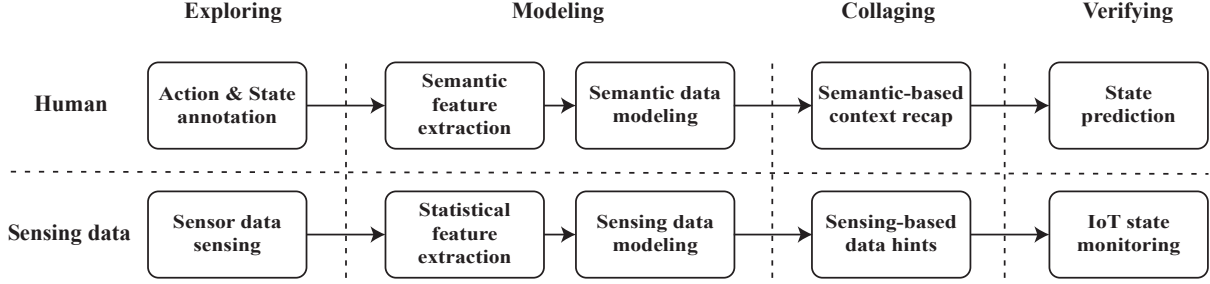 Exploring
Modeling
Collaging
Verifying
Human
Action & State
annotation
Semantic
feature
extraction
Semantic data
modeling
Semantic-based
context recap
State
prediction
Sensing data
Sensor data
sensing
Statistical
feature
extraction
Sensing data
modeling
Sensing-based
data hints
IoT state
monitoring